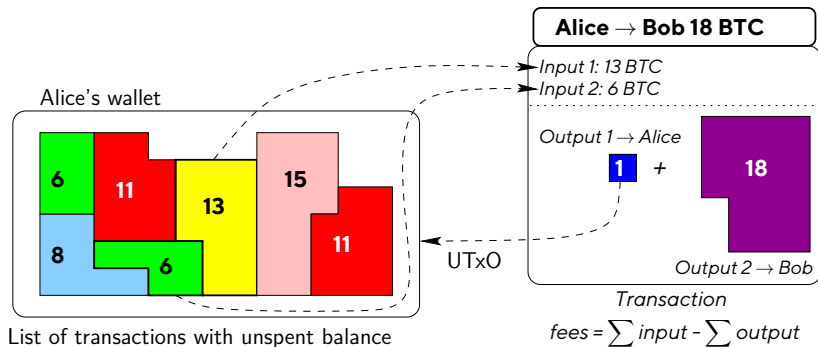 Alice → Bob 18 BTC
Input 1: 13 BTC
Input 2: 6 BTC
Alice's wallet
Output 1 → Alice
6
11
13
15
1 +
18
8
6
11
UTxO
Output 2 → Bob
Transaction
List of transactions with unspent balance
fees = ∑ input - ∑ output